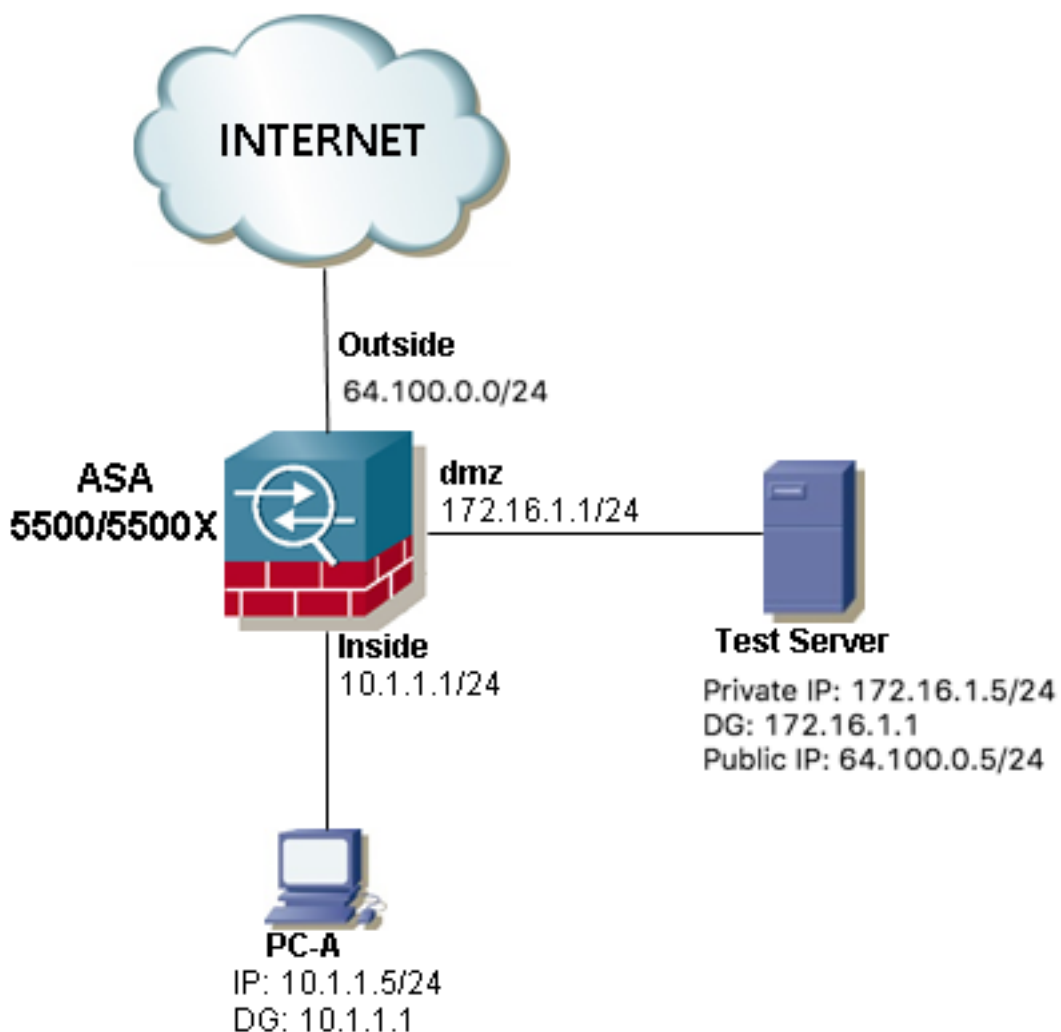 INTERNET
Outside
64.100.0.0/24
ASA
5500/5500X
dmz
172.16.1.1/24
Inside
10.1.1.1/24
Test Server
Private IP: 172.16.1.5/24
DG: 172.16.1.1
Public IP: 64.100.0.5/24
PC-A
IP: 10.1.1.5/24
DG: 10.1.1.1